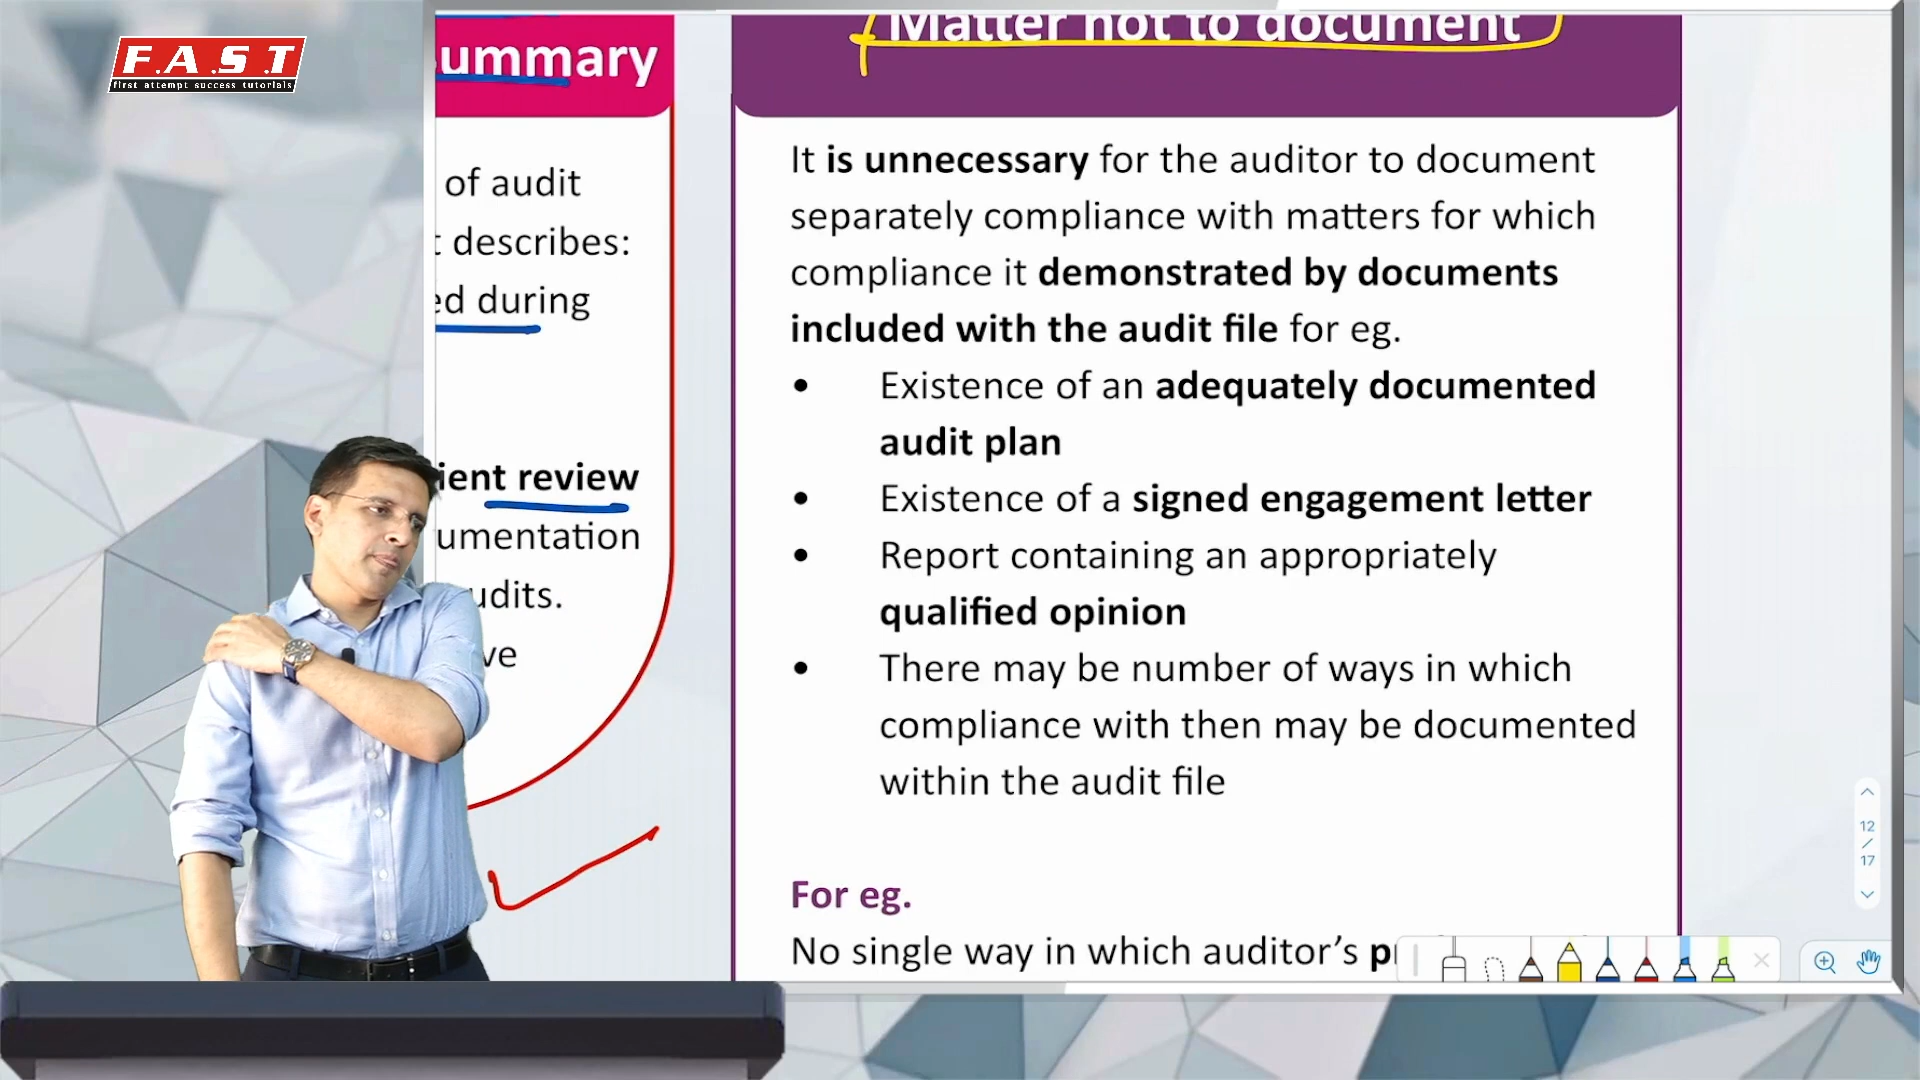 F.A.S.T
first attempt success tutorials
ummary
of audit
describes:
ed during
ient review
umentation
udits.
ve
Matter not to document
It is unnecessary for the auditor to document
separately compliance with matters for which
compliance it demonstrated by documents
included with the audit file for eg.
• Existence of an adequately documented
audit plan
• Existence of a signed engagement letter
• Report containing an appropriately
qualified opinion
• There may be number of ways in which
compliance with then may be documented
within the audit file
For eg.
No single way in which auditor’s
12
/
17